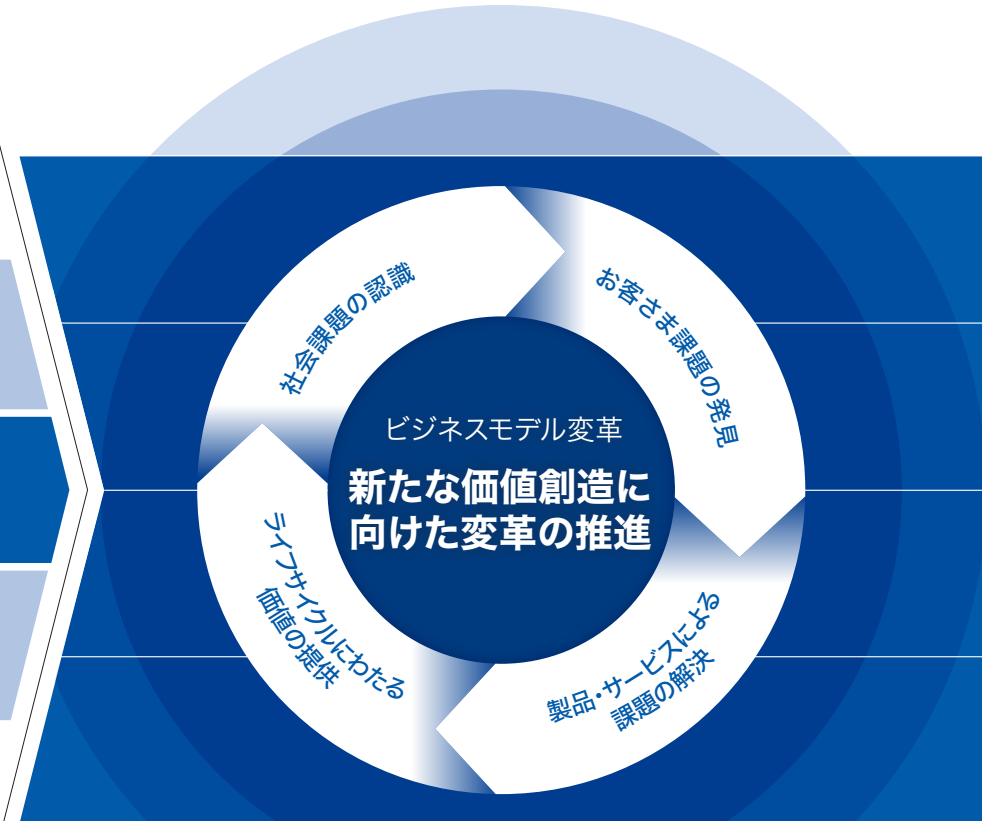 社会課題の認識
お客さま課題の発見
ビジネスモデル変革
新たな価値創造に
向けた変革の推進
製品・サービスによる
課題の解決
ライフサイクルにわたる
価値の提供